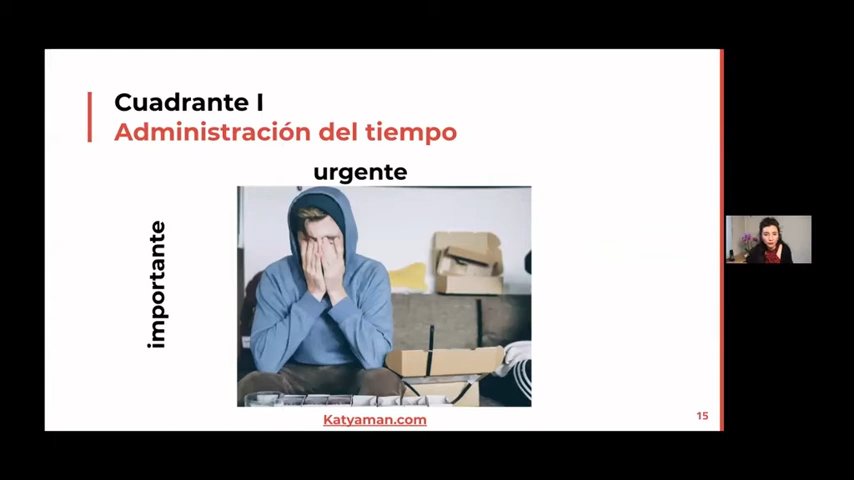 Cuadrante I
Administración del tiempo
urgente
importante
Katyaman.com
15